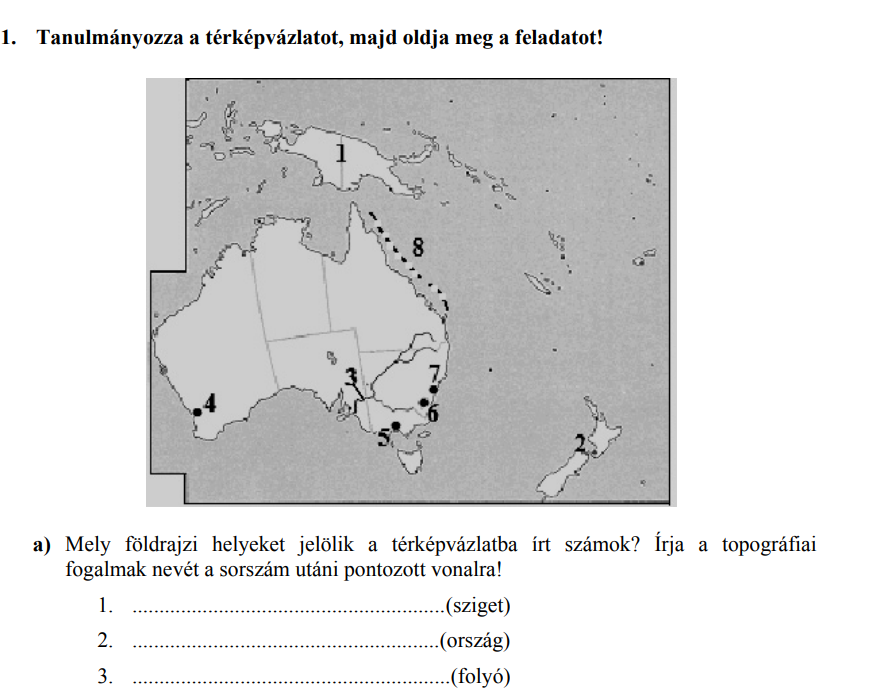 1. Tanulmányozza a térképvázlatot, majd oldja meg a feladatot!
1
8
3
7
4
6
2
5
a) Mely földrajzi helyeket jelölik a térképvázlatba írt számok? Írja a topográfiai
fogalmak nevét a sorszám utáni pontozott vonalra!
1. ........................................................(sziget)
2. .......................................................(ország)
3. .........................................................(folyó)